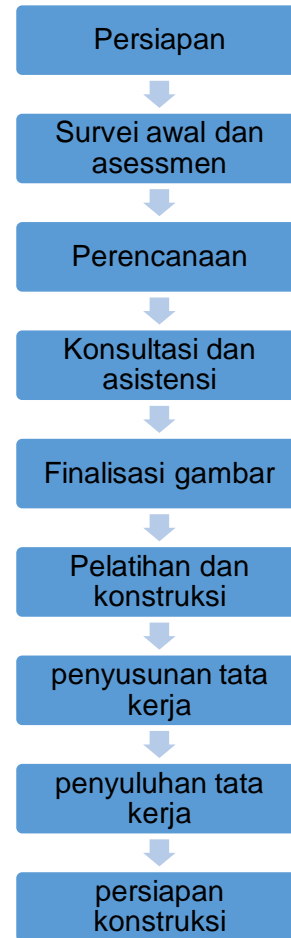 Persiapan
Survei awal dan
asessmen
Perencanaan
Konsultasi dan
asistensi
Finalisasi gambar
Pelatihan dan
konstruksi
penyusunan tata
kerja
penyuluhan tata
kerja
persiapan
konstruksi